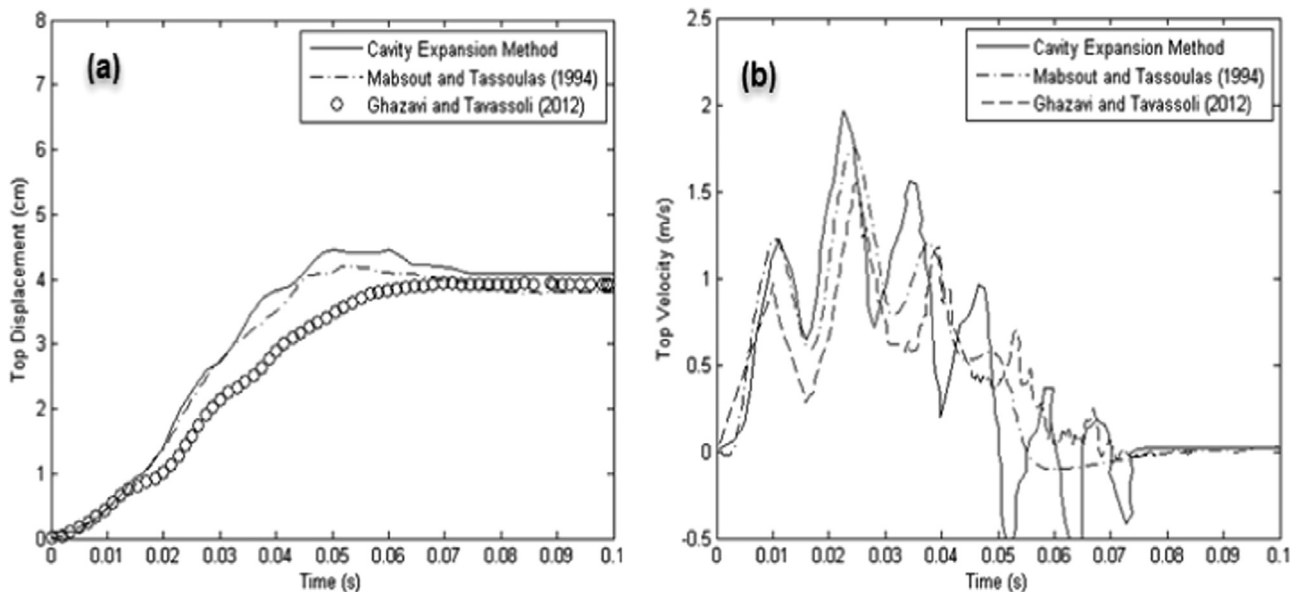 (a)
Cavity Expansion Method
Mabsout and Tassoulas (1994)
Ghazavi and Tavassoli (2012)
Top Displacement (cm)
8
7
6
5
4
3
2
1
0
0 0.01 0.02 0.03 0.04 0.05 0.06 0.07 0.08 0.09 0.1
Time (s)
(b)
Cavity Expansion Method
Mabsout and Tassoulas (1994)
Ghazavi and Tavassoli (2012)
Top Velocity (m/s)
2.5
2
1.5
1
0.5
0
-0.5
0 0.01 0.02 0.03 0.04 0.05 0.06 0.07 0.08 0.09 0.1
Time (s)